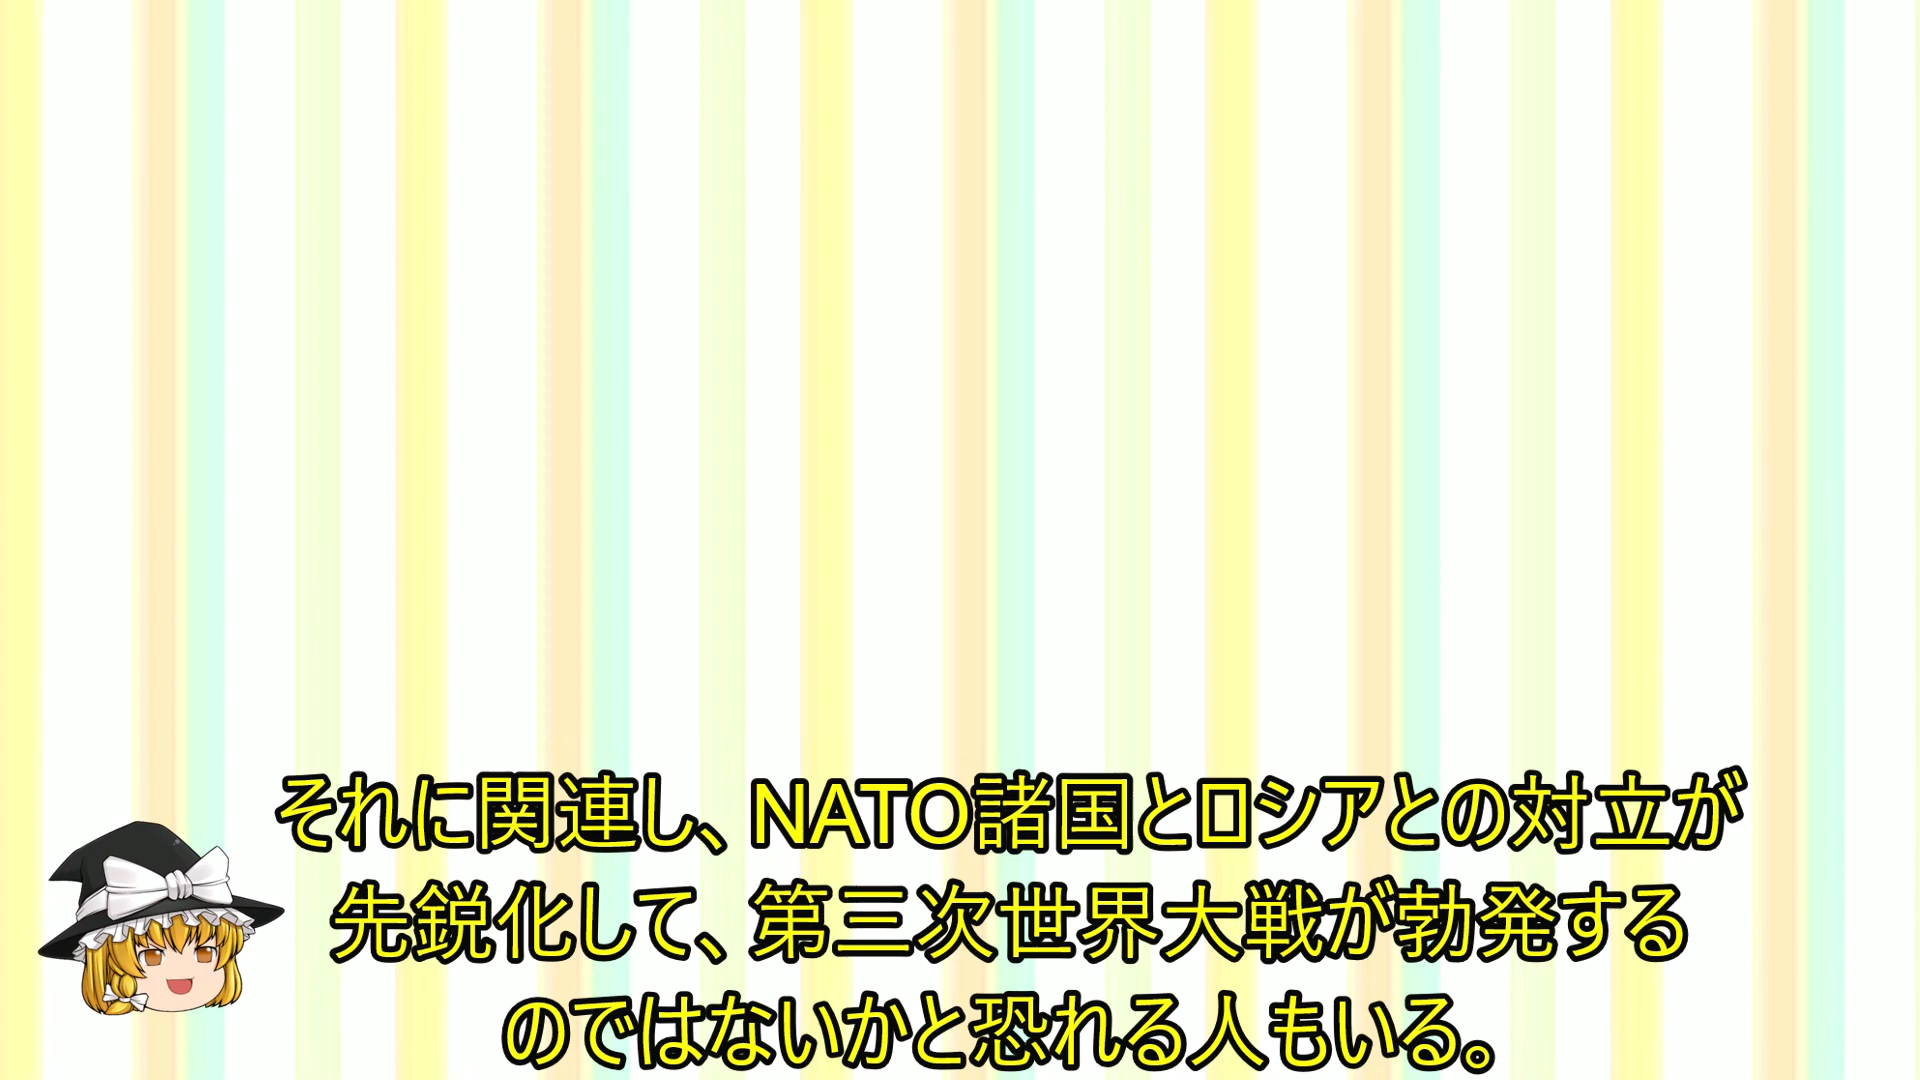 それに関連し、NATO諸国とロシアとの対立が
先鋭化して、第三次世界大戦が勃発する
のではないかと恐れる人もいる。